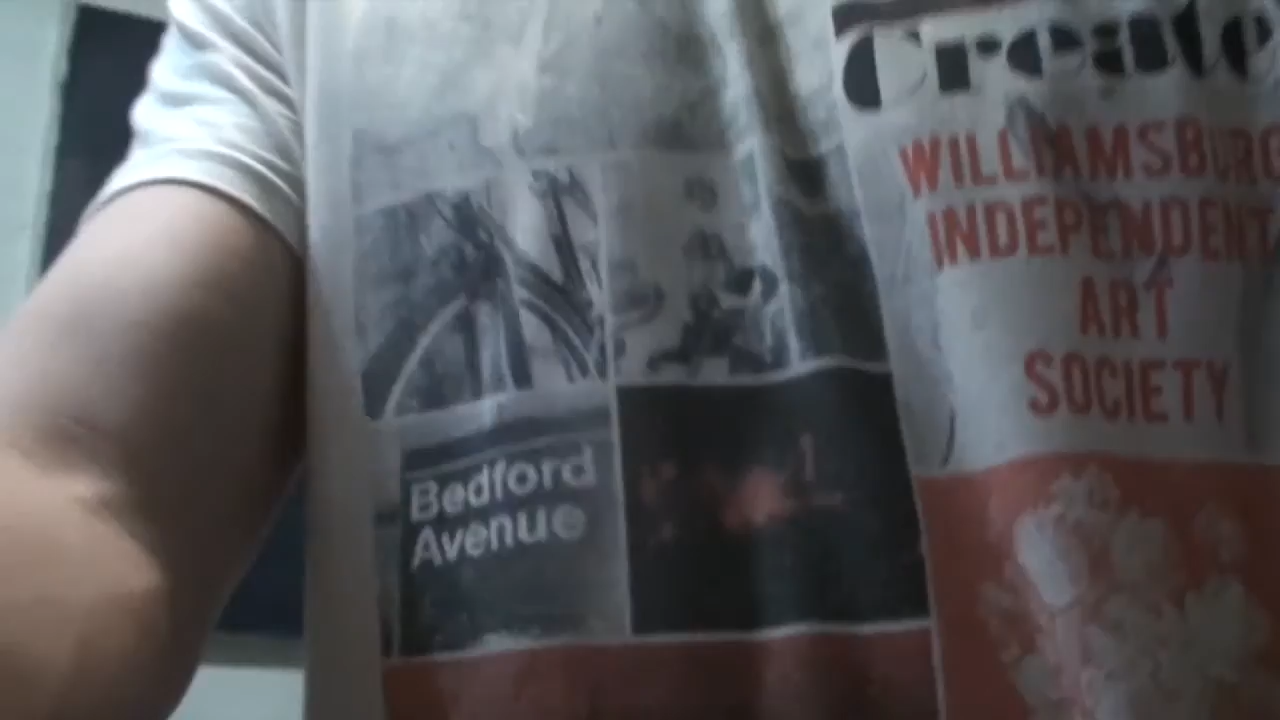 Create
WILLIAMSBURG
INDEPENDENT
ART
SOCIETY
Bedford
Avenue